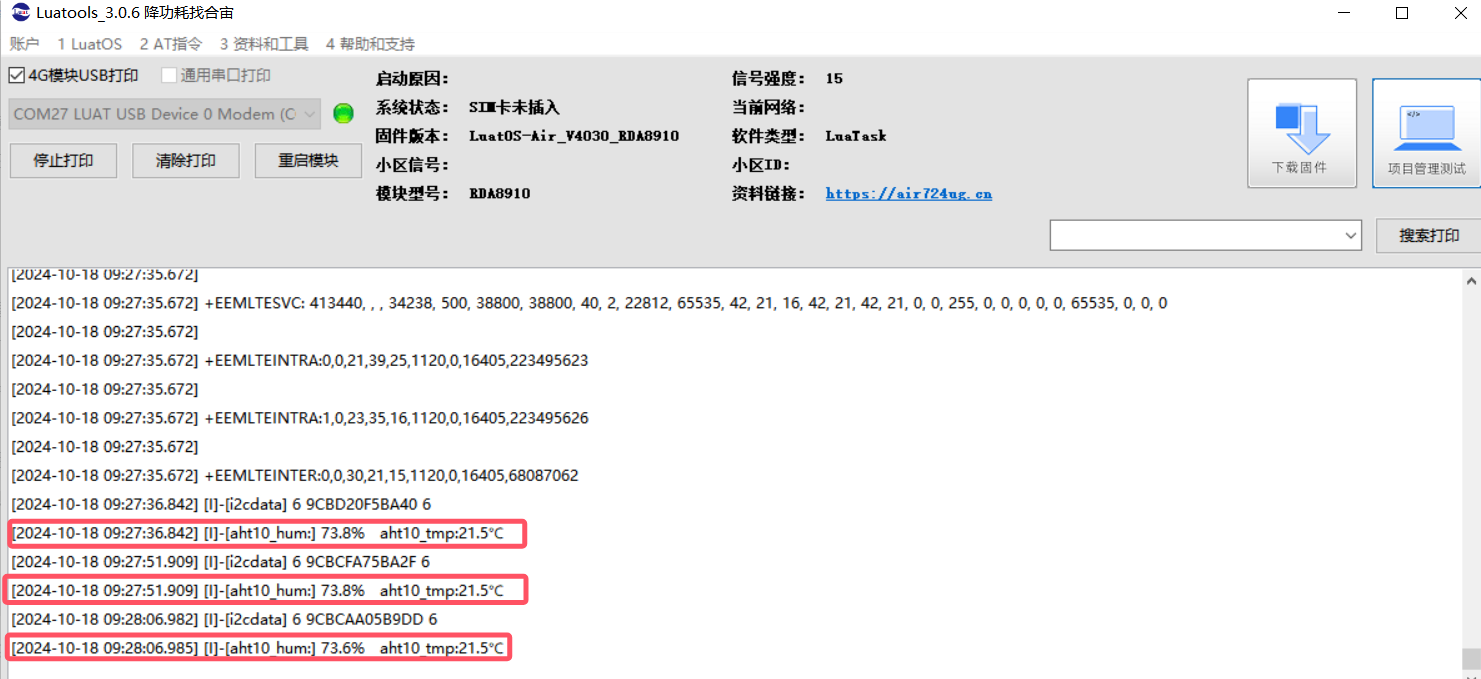 Luatools_3.0.6 降功耗找合宙
账户 1 LuatOS 2 AT指令 3 资料和工具 4 帮助和支持
4G模块USB打印 通用串口打印
COM27 LUAT USB Device 0 Modem (C
停止打印 清除打印 重启模块
启动原因： 信号强度： 15
系统状态： SIM卡未插入 当前网络：
固件版本： LuatOS-Air_V4030_RDA8910 软件类型： LuaTask
小区信号： 小区ID：
模块型号： RDA8910 资料链接： https://air724ug.cn
下载固件 项目管理测试
搜索打印
[2024-10-18 09:27:35.672]
[2024-10-18 09:27:35.672] +EEMLTESVC: 413440, , , 34238, 500, 38800, 38800, 40, 2, 22812, 65535, 42, 21, 16, 42, 21, 42, 21, 0, 0, 255, 0, 0, 0, 0, 0, 65535, 0, 0, 0
[2024-10-18 09:27:35.672]
[2024-10-18 09:27:35.672] +EEMLTEINTRA:0,0,21,39,25,1120,0,16405,223495623
[2024-10-18 09:27:35.672]
[2024-10-18 09:27:35.672] +EEMLTEINTRA:1,0,23,35,16,1120,0,16405,223495626
[2024-10-18 09:27:35.672]
[2024-10-18 09:27:35.672] +EEMLTEINTER:0,0,30,21,15,1120,0,16405,68087062
[2024-10-18 09:27:36.842] [I]-[i2cdata] 6 9CBD20F5BA40 6
[2024-10-18 09:27:36.842] [I]-[aht10_hum:] 73.8% aht10_tmp:21.5℃
[2024-10-18 09:27:51.909] [I]-[i2cdata] 6 9CBCFA75BA2F 6
[2024-10-18 09:27:51.909] [I]-[aht10_hum:] 73.8% aht10_tmp:21.5℃
[2024-10-18 09:28:06.982] [I]-[i2cdata] 6 9CBCAA05B9DD 6
[2024-10-18 09:28:06.985] [I]-[aht10_hum:] 73.6% aht10_tmp:21.5℃